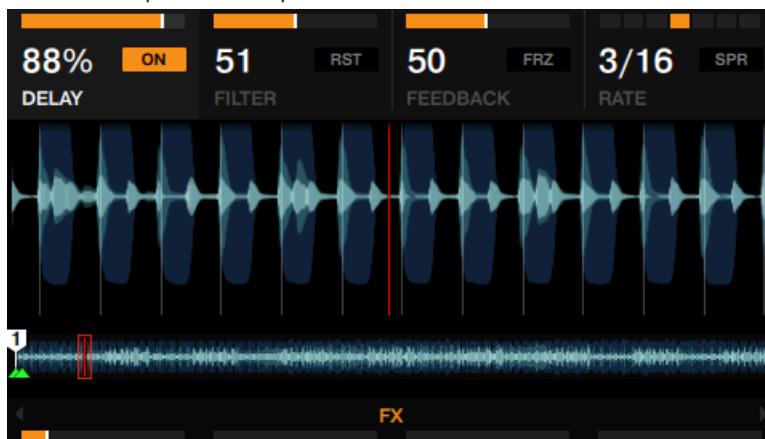 88% ON 51 RST 50 FRZ 3/16 SPR
DELAY FILTER FEEDBACK RATE
1
FX